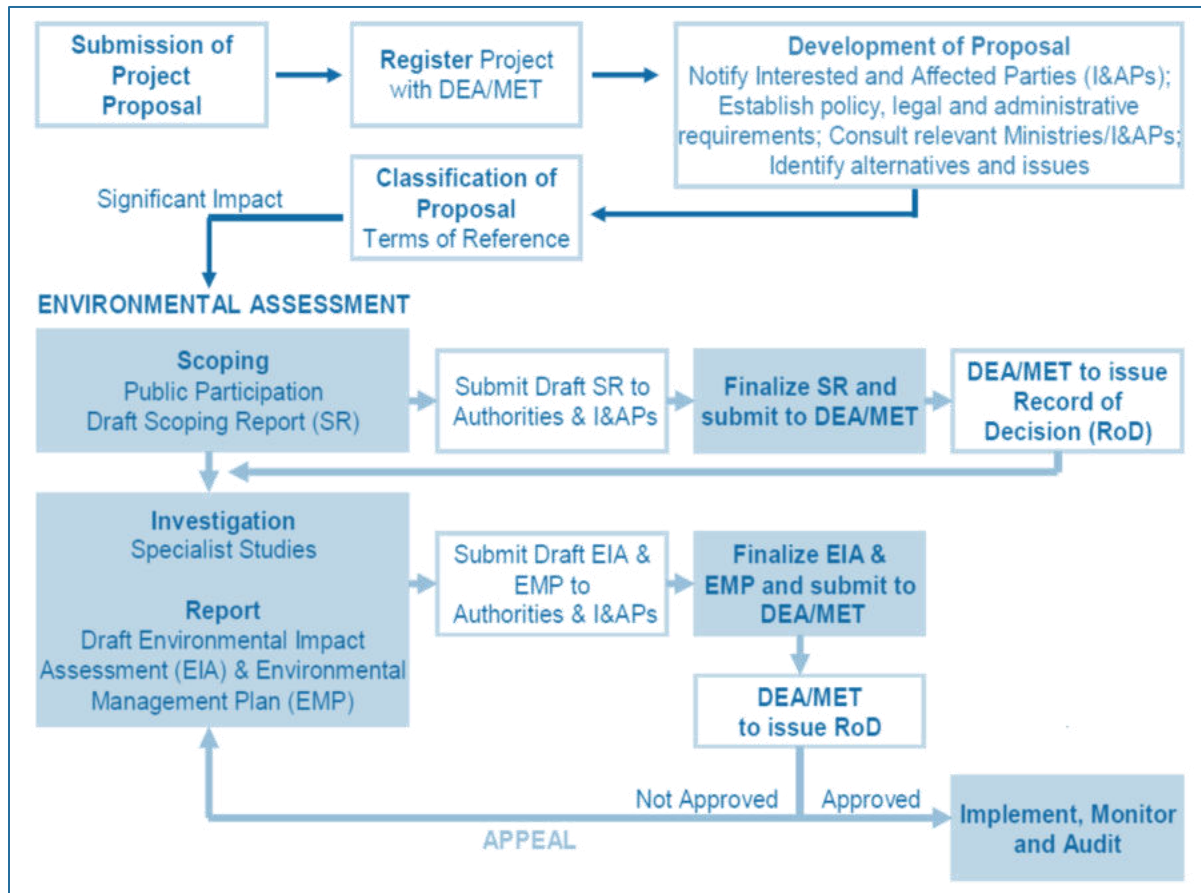 Submission of
Project
Proposal
Register Project
with DEA/MET
Development of Proposal
Notify Interested and Affected Parties (I&APs);
Establish policy, legal and administrative
requirements; Consult relevant Ministries/I&APs;
Identify alternatives and issues
Classification of
Proposal
Terms of Reference
Significant Impact
ENVIRONMENTAL ASSESSMENT
Scoping
Public Participation
Draft Scoping Report (SR)
Submit Draft SR to
Authorities & I&APs
Finalize SR and
submit to DEA/MET
DEA/MET to issue
Record of
Decision (RoD)
Investigation
Specialist Studies
Report
Draft Environmental Impact
Assessment (EIA) & Environmental
Management Plan (EMP)
Submit Draft EIA &
EMP to
Authorities & I&APs
Finalize EIA &
EMP and submit to
DEA/MET
DEA/MET
to issue RoD
Not Approved
Approved
APPEAL
Implement, Monitor
and Audit